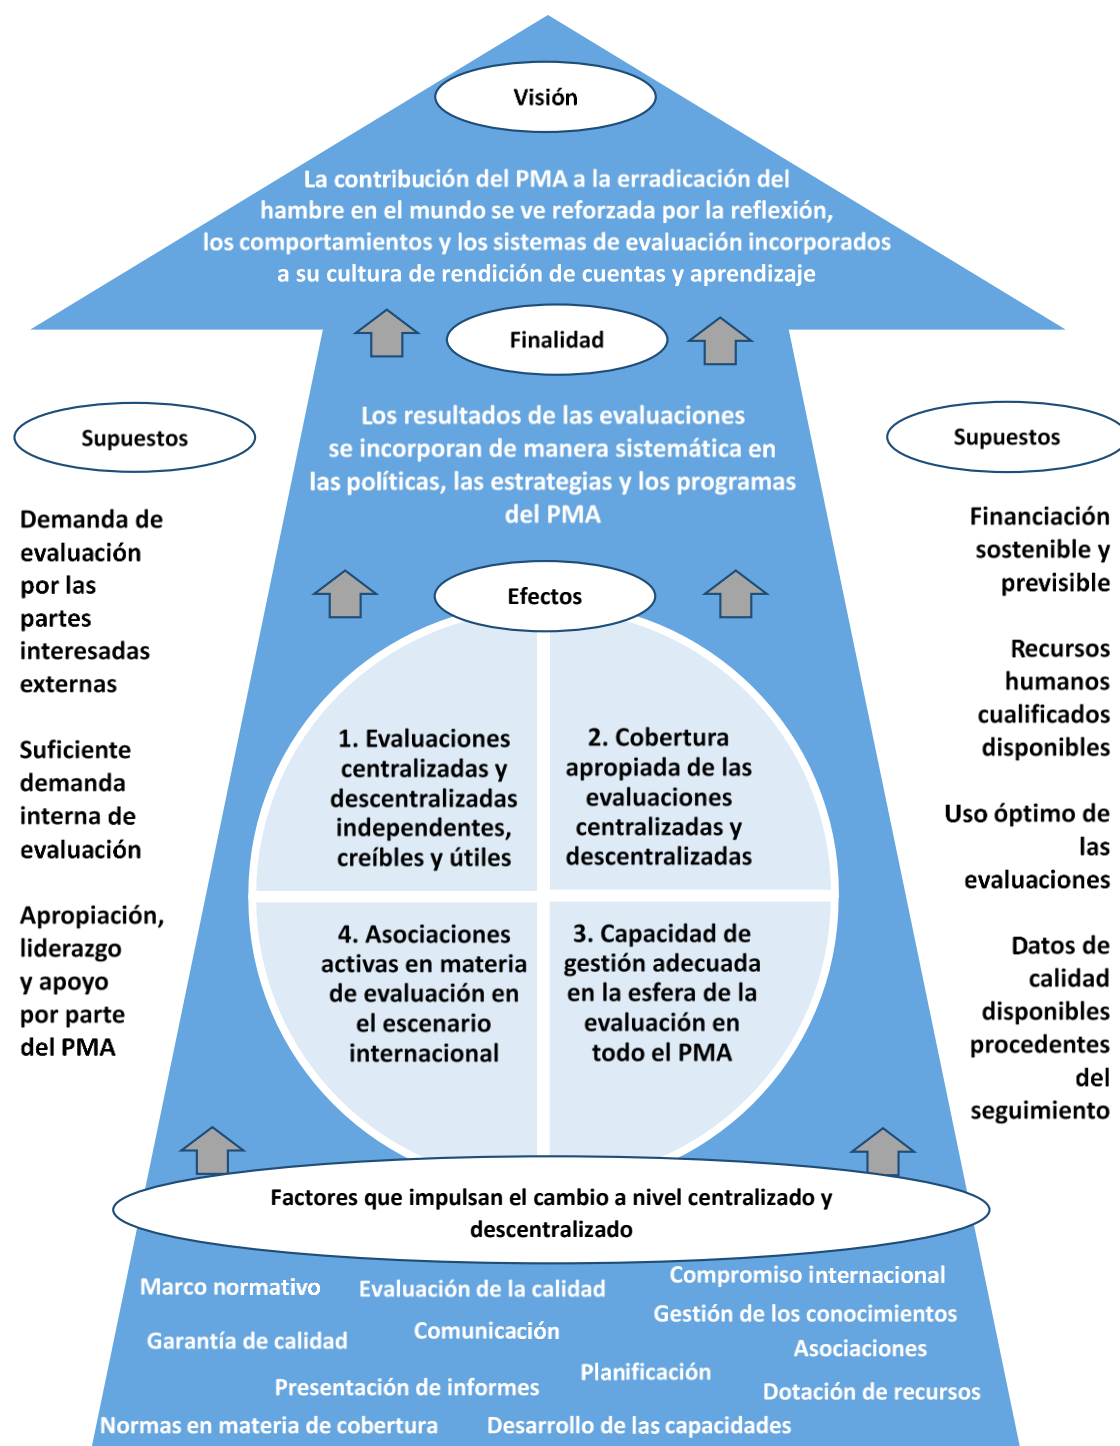 Visión
La contribución del PMA a la erradicación del
hambre en el mundo se ve reforzada por la reflexión,
los comportamientos y los sistemas de evaluación incorporados
a su cultura de rendición de cuentas y aprendizaje
Finalidad
Los resultados de las evaluaciones
se incorporan de manera sistemática en
las políticas, las estrategias y los programas
del PMA
Supuestos
Demanda de
evaluación
por las
partes
interesadas
externas
Suficiente
demanda
interna de
evaluación
Apropiación,
liderazgo
y apoyo
por parte
del PMA
Supuestos
Financiación
sostenible y
previsible
Recursos
humanos
cualificados
disponibles
Uso óptimo de
las
evaluaciones
Datos de
calidad
disponibles
procedentes
del
seguimiento
Efectos
1. Evaluaciones
centralizadas y
descentralizadas
independientes,
creíbles y útiles
2. Cobertura
apropiada de las
evaluaciones
centralizadas y
descentralizadas
4. Asociaciones
activas en materia
de evaluación en
el escenario
internacional
3. Capacidad de
gestión adecuada
en la esfera de la
evaluación en
todo el PMA
Factores que impulsan el cambio a nivel centralizado y
descentralizado
Marco normativo
Evaluación de la calidad
Compromiso internacional
Gestión de los conocimientos
Garantía de calidad
Comunicación
Asociaciones
Planificación
Presentación de informes
Dotación de recursos
Normas en materia de cobertura
Desarrollo de las capacidades